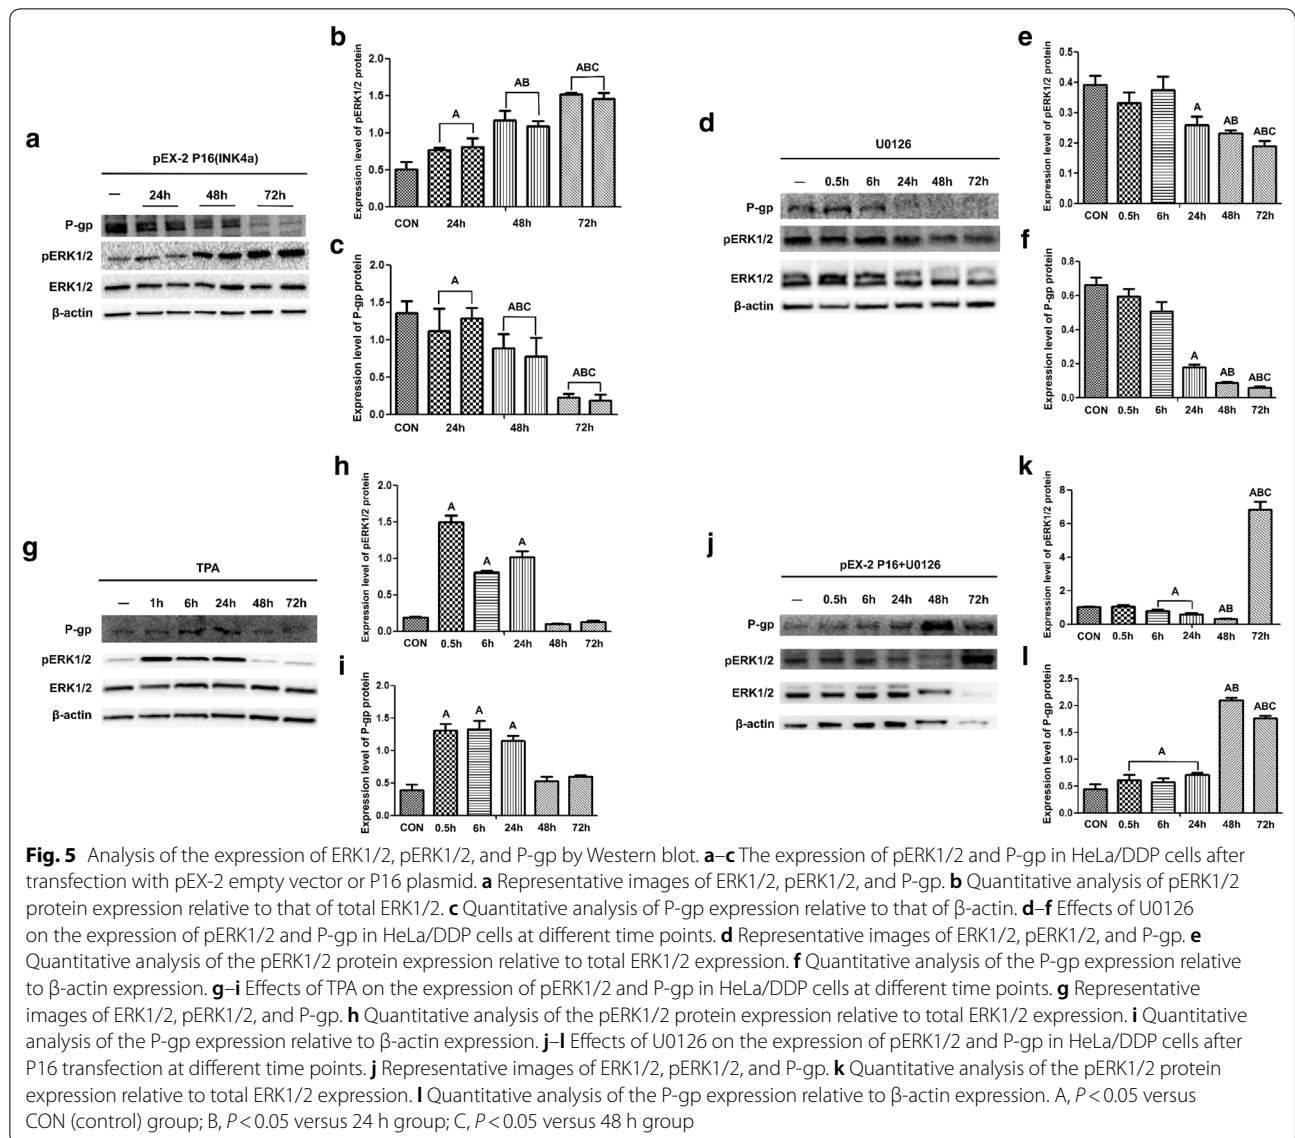 a
pEX-2 P16(INK4a)
— 24h 48h 72h
P-gp
pERK1/2
ERK1/2
β-actin
b
Expression level of pERK1/2 protein
2.0
1.5
1.0
0.5
0.0
A
AB
ABC
CON 24h 48h 72h
c
Expression level of P-gp protein
2.0
1.5
1.0
0.5
0.0
A
ABC
ABC
CON 24h 48h 72h
d
U0126
— 0.5h 6h 24h 48h 72h
P-gp
pERK1/2
ERK1/2
β-actin
e
Expression level of pERK1/2 protein
0.5
0.4
0.3
0.2
0.1
0.0
A AB ABC
CON 0.5h 6h 24h 48h 72h
f
Expression level of P-gp protein
0.8
0.6
0.4
0.2
0.0
A AB ABC
CON 0.5h 6h 24h 48h 72h
g
TPA
— 1h 6h 24h 48h 72h
P-gp
pERK1/2
ERK1/2
β-actin
h
Expression level of pERK1/2 protein
2.0
1.5
1.0
0.5
0.0
A A A
CON 0.5h 6h 24h 48h 72h
i
Expression level of P-gp protein
2.0
1.5
1.0
0.5
0.0
A A A
CON 0.5h 6h 24h 48h 72h
j
pEX-2 P16+U0126
— 0.5h 6h 24h 48h 72h
P-gp
pERK1/2
ERK1/2
β-actin
k
Expression level of pERK1/2 protein
8
6
4
2
0
A AB ABC
CON 0.5h 6h 24h 48h 72h
l
Expression level of P-gp protein
2.5
2.0
1.5
1.0
0.5
0.0
A AB ABC
CON 0.5h 6h 24h 48h 72h
Fig. 5 Analysis of the expression of ERK1/2, pERK1/2, and P-gp by Western blot. a–c The expression of pERK1/2 and P-gp in HeLa/DDP cells after
transfection with pEX-2 empty vector or P16 plasmid. a Representative images of ERK1/2, pERK1/2, and P-gp. b Quantitative analysis of pERK1/2
protein expression relative to that of total ERK1/2. c Quantitative analysis of P-gp expression relative to that of β-actin. d–f Effects of U0126
on the expression of pERK1/2 and P-gp in HeLa/DDP cells at different time points. d Representative images of ERK1/2, pERK1/2, and P-gp. e
Quantitative analysis of the pERK1/2 protein expression relative to total ERK1/2 expression. f Quantitative analysis of the P-gp expression relative
to β-actin expression. g–i Effects of TPA on the expression of pERK1/2 and P-gp in HeLa/DDP cells at different time points. g Representative
images of ERK1/2, pERK1/2, and P-gp. h Quantitative analysis of the pERK1/2 protein expression relative to total ERK1/2 expression. i Quantitative
analysis of the P-gp expression relative to β-actin expression. j–l Effects of U0126 on the expression of pERK1/2 and P-gp in HeLa/DDP cells after
P16 transfection at different time points. j Representative images of ERK1/2, pERK1/2, and P-gp. k Quantitative analysis of the pERK1/2 protein
expression relative to total ERK1/2 expression. l Quantitative analysis of the P-gp expression relative to β-actin expression. A, P < 0.05 versus
CON (control) group; B, P < 0.05 versus 24 h group; C, P < 0.05 versus 48 h group